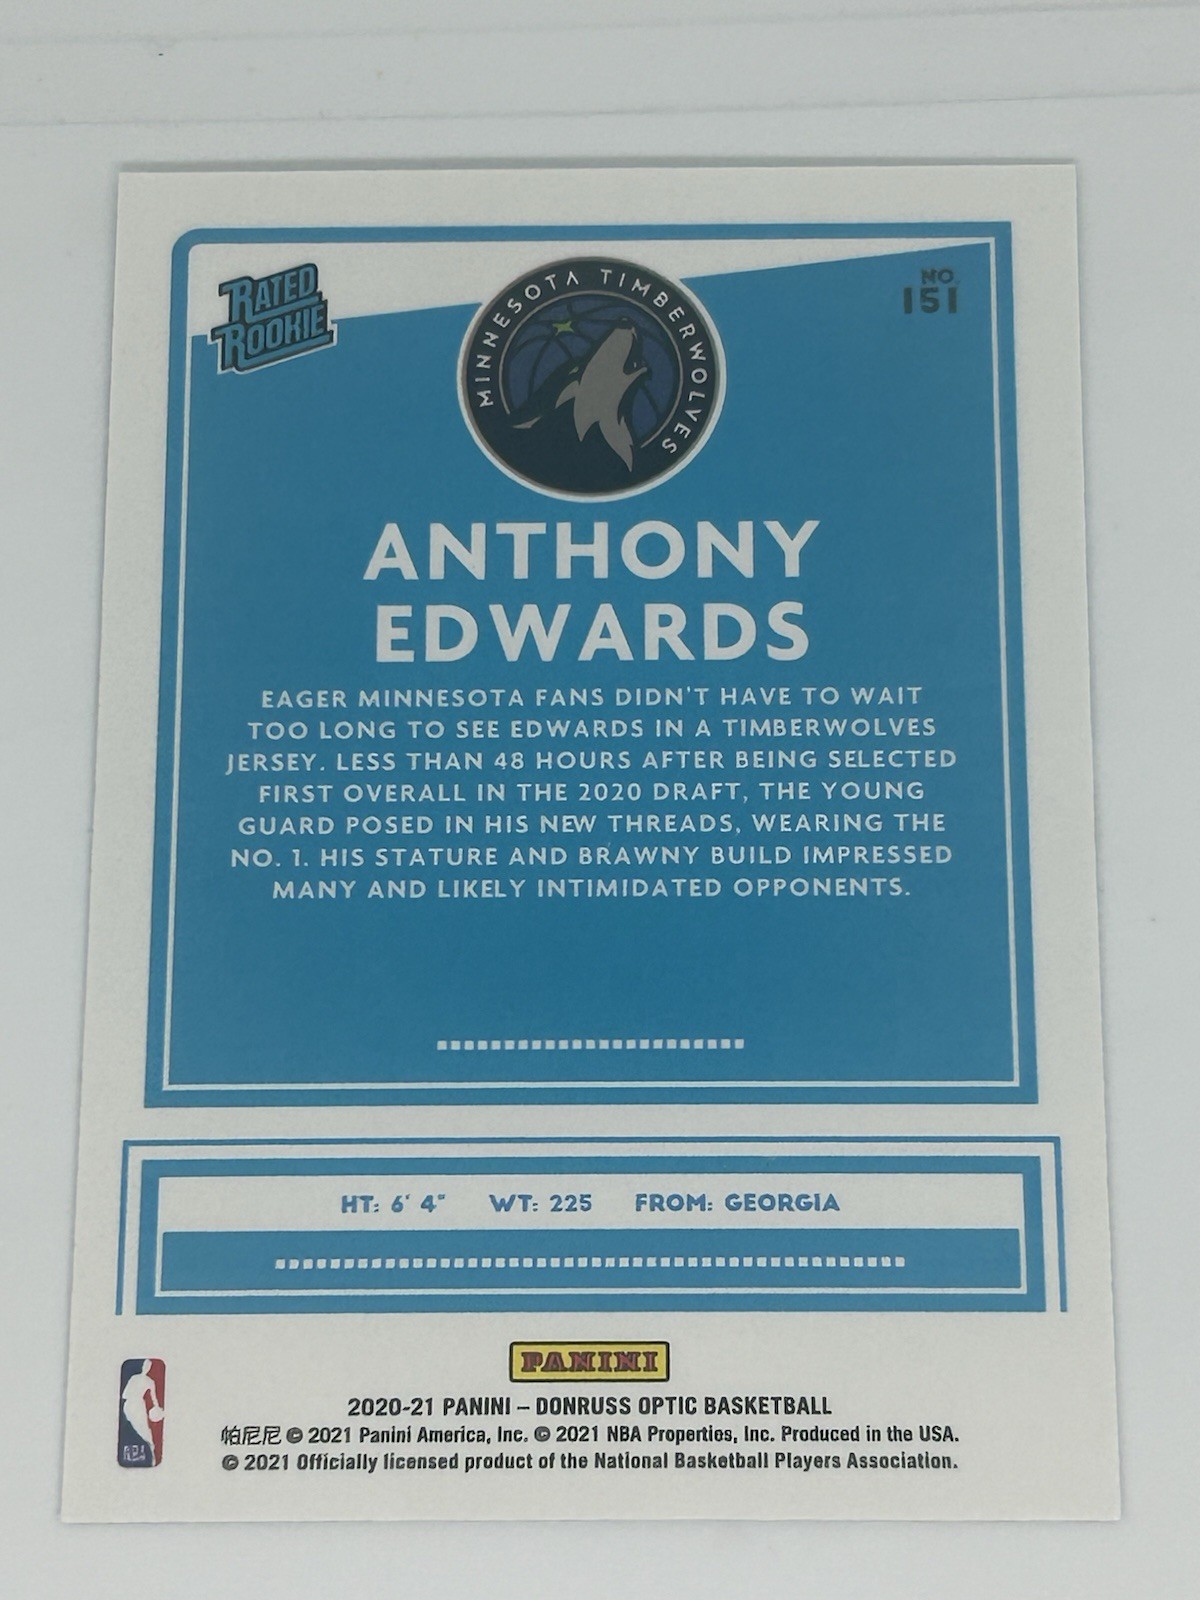 RATED
ROOKIE
MINNESOTA TIMBERWOLVES
NO.
151
ANTHONY
EDWARDS
EAGER MINNESOTA FANS DIDN'T HAVE TO WAIT
TOO LONG TO SEE EDWARDS IN A TIMBERWOLVES
JERSEY. LESS THAN 48 HOURS AFTER BEING SELECTED
FIRST OVERALL IN THE 2020 DRAFT, THE YOUNG
GUARD POSED IN HIS NEW THREADS, WEARING THE
NO. 1. HIS STATURE AND BRAWNY BUILD IMPRESSED
MANY AND LIKELY INTIMIDATED OPPONENTS.
HT: 6' 4" WT: 225 FROM: GEORGIA
PANINI
2020-21 PANINI – DONRUSS OPTIC BASKETBALL
帕尼尼 © 2021 Panini America, Inc. © 2021 NBA Properties, Inc. Produced in the USA.
© 2021 Officially licensed product of the National Basketball Players Association.
NBA